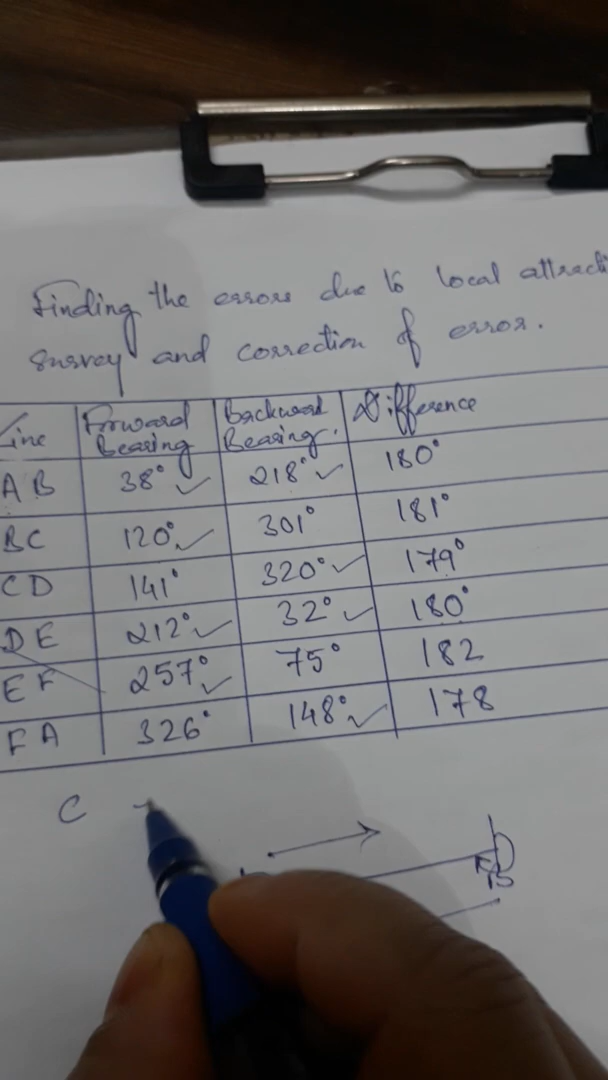 Finding the errors due to local attracti
survey and correction of error.
Line Forward Bearing Backward Bearing. Difference
AB 38° ✓ 218° ✓ 180°
BC 120° ✓ 301° 181°
CD 141° 320° ✓ 179°
DE 212° ✓ 32° ✓ 180°
EF 257° ✓ 75° 182
FA 326° 148° ✓ 178
C
B